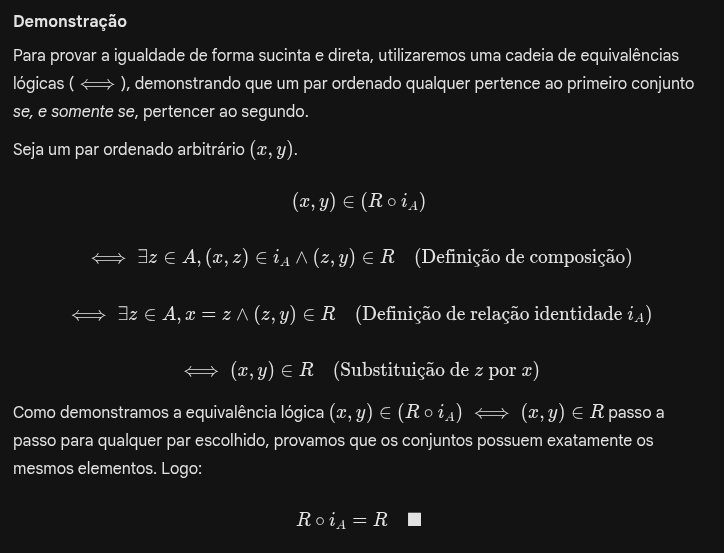 Demonstração
Para provar a igualdade de forma sucinta e direta, utilizaremos uma cadeia de equivalências
lógicas ( ⟺ ), demonstrando que um par ordenado qualquer pertence ao primeiro conjunto
se, e somente se, pertencer ao segundo.
Seja um par ordenado arbitrário (x, y).
(x, y) ∈ (R ∘ i_A)
⟺ ∃z ∈ A, (x, z) ∈ i_A ∧ (z, y) ∈ R (Definição de composição)
⟺ ∃z ∈ A, x = z ∧ (z, y) ∈ R (Definição de relação identidade i_A)
⟺ (x, y) ∈ R (Substituição de z por x)
Como demonstramos a equivalência lógica (x, y) ∈ (R ∘ i_A) ⟺ (x, y) ∈ R passo a
passo para qualquer par escolhido, provamos que os conjuntos possuem exatamente os
mesmos elementos. Logo:
R ∘ i_A = R ■